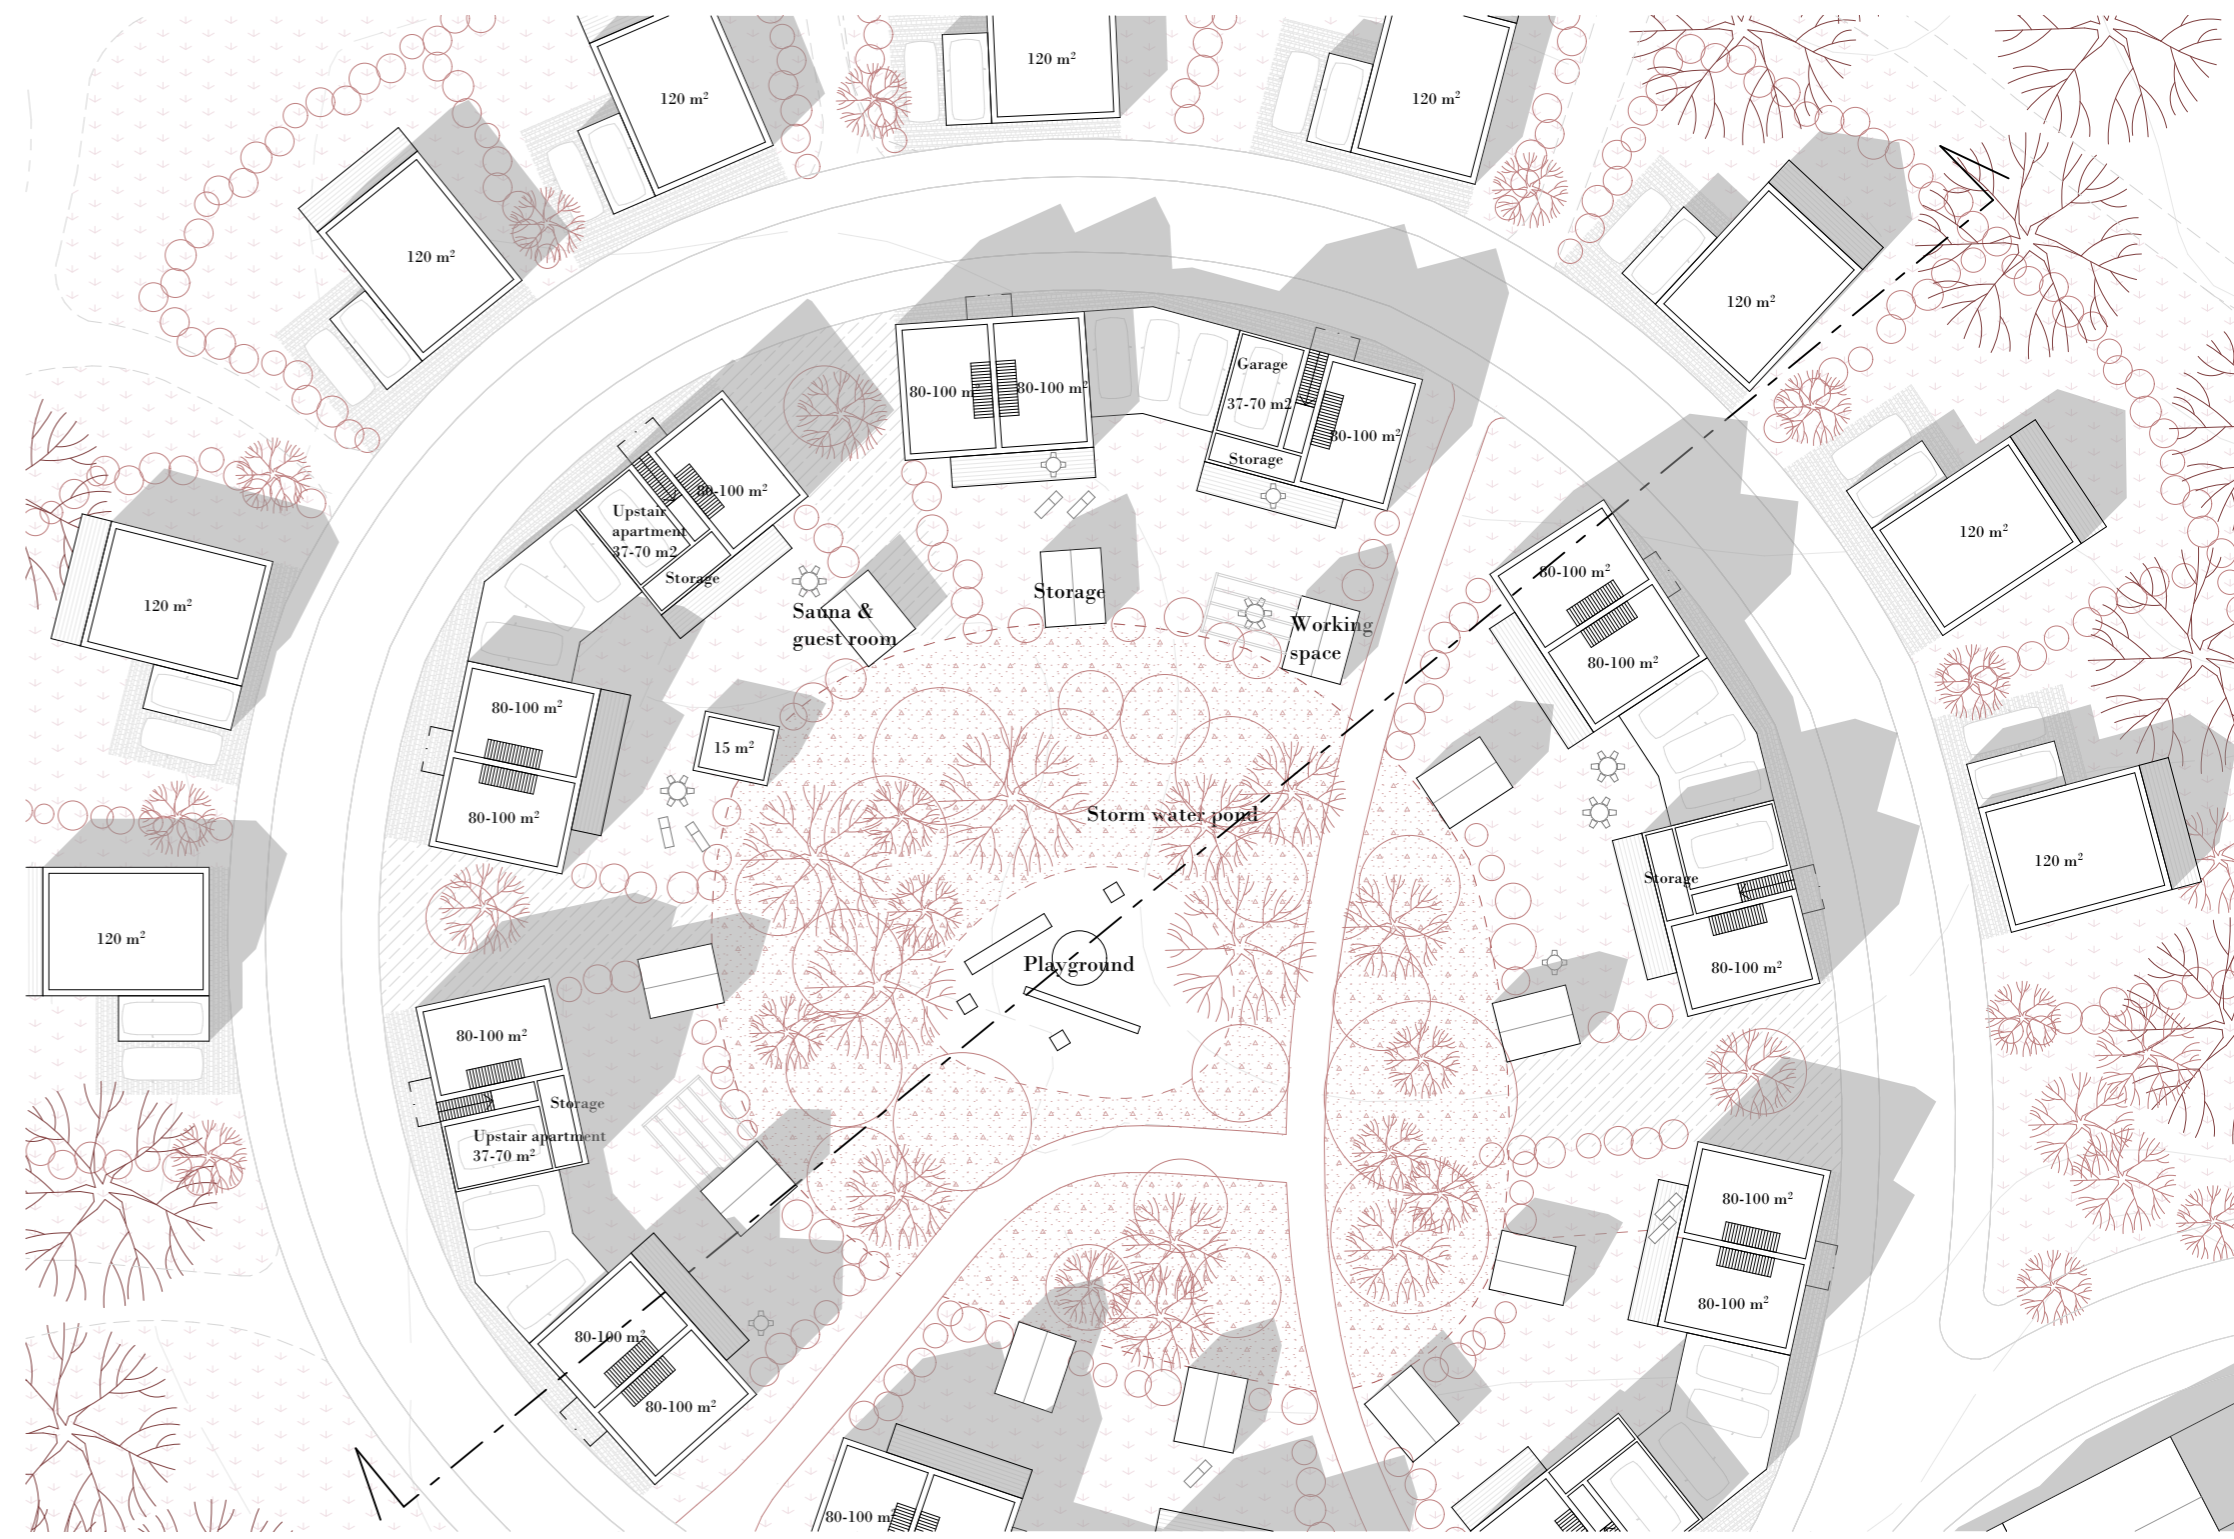 120 m²
120 m²
120 m²
120 m²
120 m²
120 m²
Garage
80-100 m²
80-100 m²
37-70 m2
80-100 m²
Storage
80-100 m²
Upstair
apartment
37-70 m2
Storage
120 m²
80-100 m²
120 m²
Sauna &
guest room
Storage
Working
space
80-100 m²
80-100 m²
15 m²
80-100 m²
Storm water pond
120 m²
Storage
120 m²
Playground
80-100 m²
80-100 m²
Storage
Upstair apartment
37-70 m²
80-100 m²
80-100 m²
80-100 m²
80-100 m²
80-100 m²